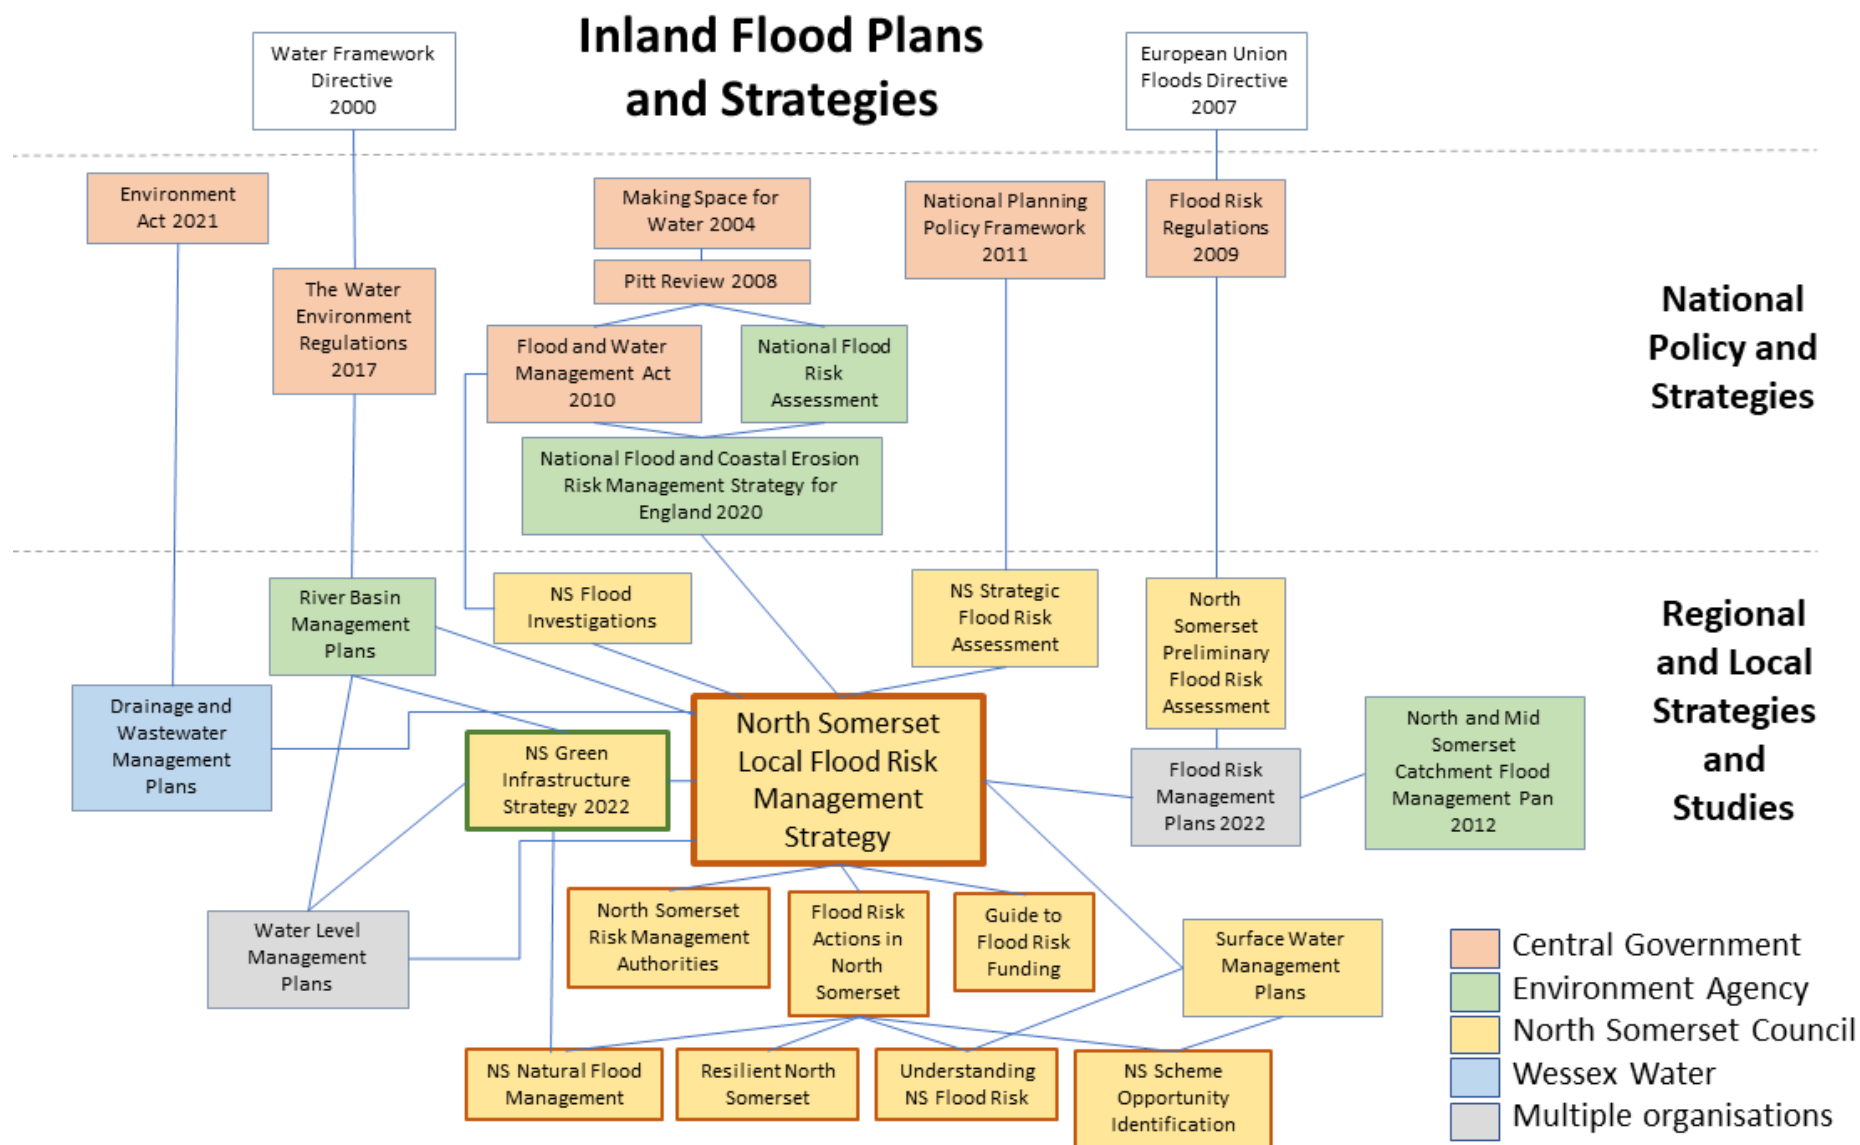 Inland Flood Plans
and Strategies
Water Framework
Directive
2000
European Union
Floods Directive
2007
Environment
Act 2021
Making Space for
Water 2004
National Planning
Policy Framework
2011
Flood Risk
Regulations
2009
The Water
Environment
Regulations
2017
Pitt Review 2008
Flood and Water
Management Act
2010
National Flood
Risk
Assessment
National Flood and Coastal Erosion
Risk Management Strategy for
England 2020
National
Policy and
Strategies
River Basin
Management
Plans
NS Flood
Investigations
NS Strategic
Flood Risk
Assessment
North
Somerset
Preliminary
Flood Risk
Assessment
Regional
and Local
Strategies
and
Studies
Drainage and
Wastewater
Management
Plans
NS Green
Infrastructure
Strategy 2022
North Somerset
Local Flood Risk
Management
Strategy
Flood Risk
Management
Plans 2022
North and Mid
Somerset
Catchment Flood
Management Pan
2012
Water Level
Management
Plans
North Somerset
Risk Management
Authorities
Flood Risk
Actions in
North
Somerset
Guide to
Flood Risk
Funding
Surface Water
Management
Plans
NS Natural Flood
Management
Resilient North
Somerset
Understanding
NS Flood Risk
NS Scheme
Opportunity
Identification
Central Government
Environment Agency
North Somerset Council
Wessex Water
Multiple organisations